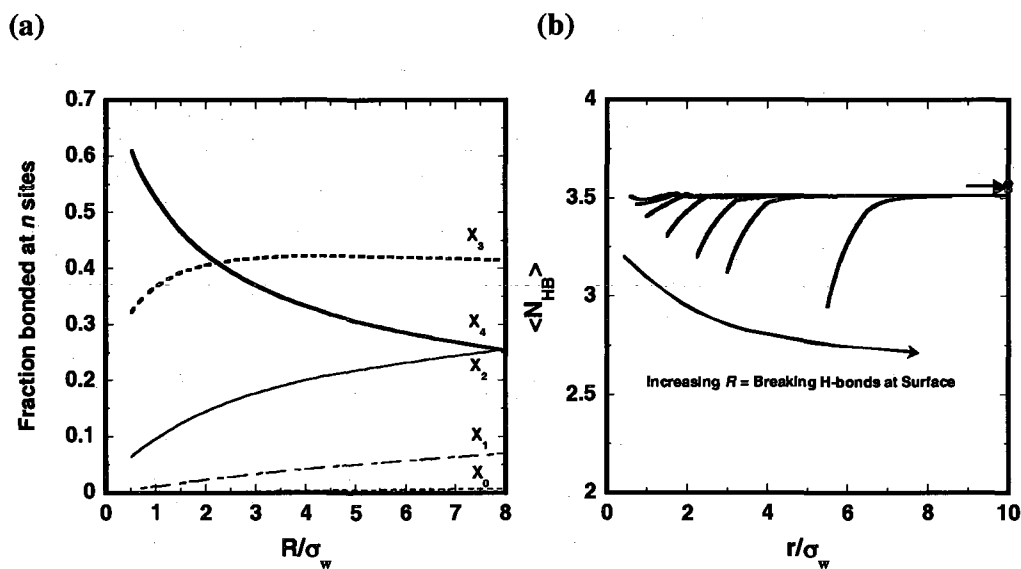 (a)
0.7
0.6
0.5
0.4
0.3
0.2
0.1
0
Fraction bonded at n sites
X3
X4
X2
X1
X0
0 1 2 3 4 5 6 7 8
R/σw
(b)
4
3.5
3
2.5
2
<NHB>
Increasing R = Breaking H-bonds at Surface
0 2 4 6 8 10
r/σw